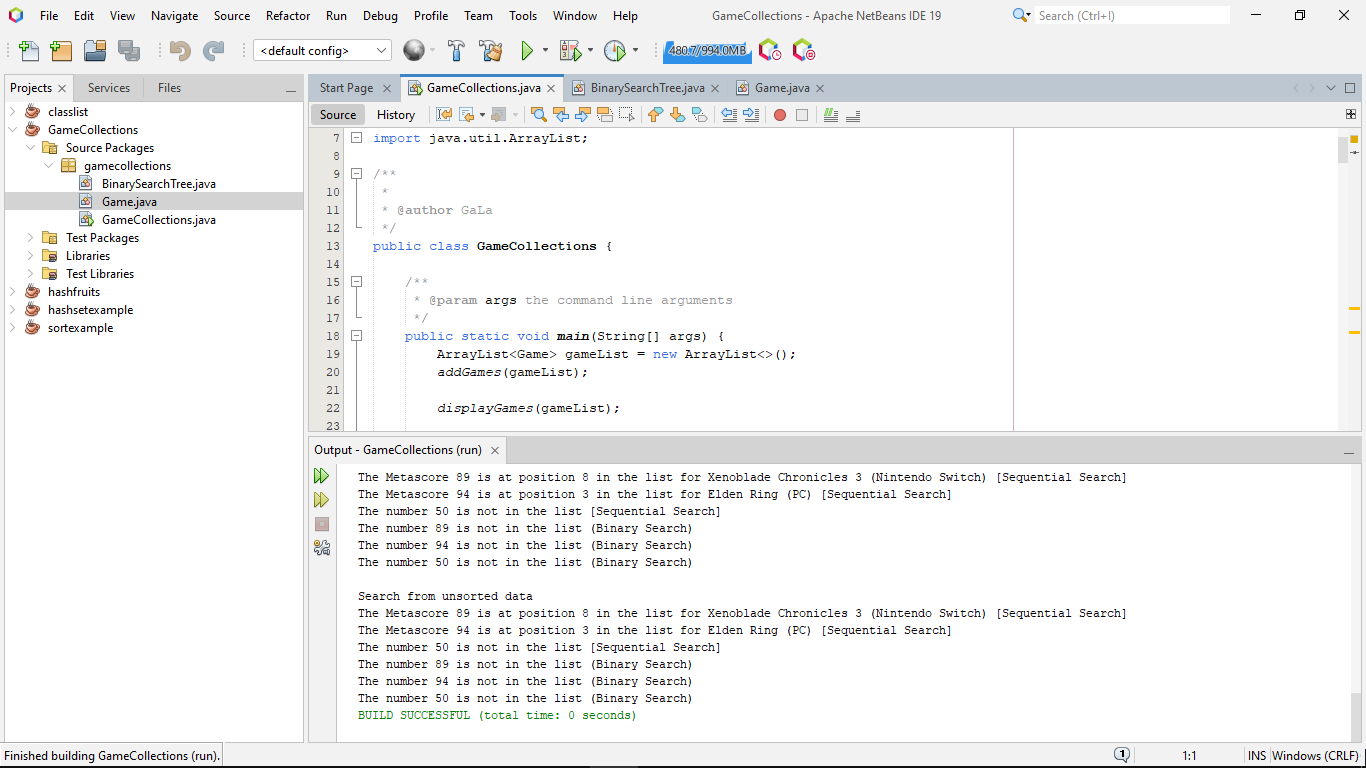 File Edit View Navigate Source Refactor Run Debug Profile Team Tools Window Help GameCollections - Apache NetBeans IDE 19 Search (Ctrl+I)
<default config> 480.7/994.0MB
Projects Services Files
classlist
GameCollections
Source Packages
gamecollections
BinarySearchTree.java
Game.java
GameCollections.java
Test Packages
Libraries
Test Libraries
hashfruits
hashsetexample
sortexample
Start Page GameCollections.java BinarySearchTree.java Game.java
Source History
7 import java.util.ArrayList;
8
9 /**
10 *
11 * @author GaLa
12 */
13 public class GameCollections {
14
15 /**
16 * @param args the command line arguments
17 */
18 public static void main(String[] args) {
19 ArrayList<Game> gameList = new ArrayList<>();
20 addGames(gameList);
21
22 displayGames(gameList);
23
Output - GameCollections (run)
The Metascore 89 is at position 8 in the list for Xenoblade Chronicles 3 (Nintendo Switch) [Sequential Search]
The Metascore 94 is at position 3 in the list for Elden Ring (PC) [Sequential Search]
The number 50 is not in the list [Sequential Search]
The number 89 is not in the list (Binary Search)
The number 94 is not in the list (Binary Search)
The number 50 is not in the list (Binary Search)
Search from unsorted data
The Metascore 89 is at position 8 in the list for Xenoblade Chronicles 3 (Nintendo Switch) [Sequential Search]
The Metascore 94 is at position 3 in the list for Elden Ring (PC) [Sequential Search]
The number 50 is not in the list [Sequential Search]
The number 89 is not in the list (Binary Search)
The number 94 is not in the list (Binary Search)
The number 50 is not in the list (Binary Search)
BUILD SUCCESSFUL (total time: 0 seconds)
Finished building GameCollections (run). 1 1:1 INS Windows (CRLF)